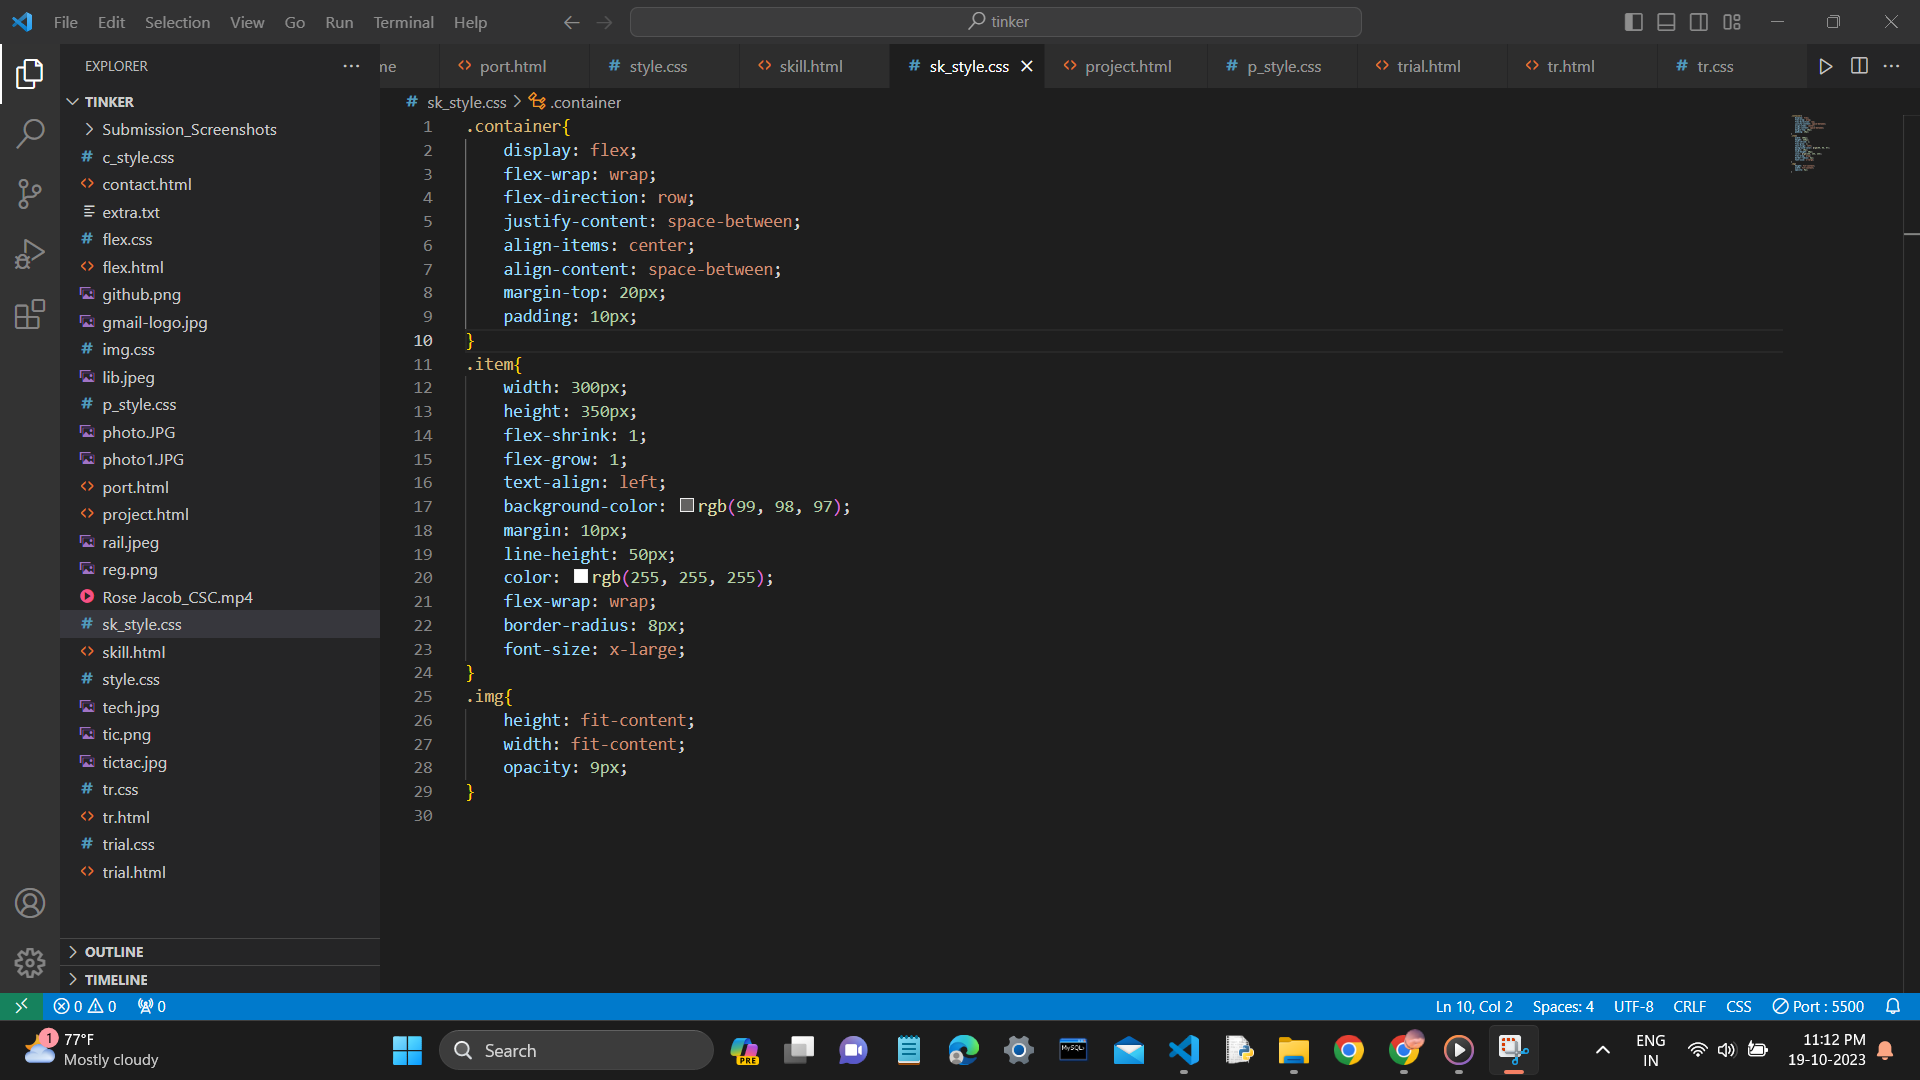 File Edit Selection View Go Run Terminal Help
tinker
EXPLORER
me port.html style.css skill.html sk_style.css project.html p_style.css trial.html tr.html tr.css
TINKER
Submission_Screenshots
c_style.css
contact.html
extra.txt
flex.css
flex.html
github.png
gmail-logo.jpg
img.css
lib.jpeg
p_style.css
photo.JPG
photo1.JPG
port.html
project.html
rail.jpeg
reg.png
Rose Jacob_CSC.mp4
sk_style.css
skill.html
style.css
tech.jpg
tic.png
tictac.jpg
tr.css
tr.html
trial.css
trial.html
OUTLINE
TIMELINE
# sk_style.css > .container
1 .container{
2 display: flex;
3 flex-wrap: wrap;
4 flex-direction: row;
5 justify-content: space-between;
6 align-items: center;
7 align-content: space-between;
8 margin-top: 20px;
9 padding: 10px;
10 }
11 .item{
12 width: 300px;
13 height: 350px;
14 flex-shrink: 1;
15 flex-grow: 1;
16 text-align: left;
17 background-color: rgb(99, 98, 97);
18 margin: 10px;
19 line-height: 50px;
20 color: rgb(255, 255, 255);
21 flex-wrap: wrap;
22 border-radius: 8px;
23 font-size: x-large;
24 }
25 .img{
26 height: fit-content;
27 width: fit-content;
28 opacity: 9px;
29 }
30
0 0 0
Ln 10, Col 2 Spaces: 4 UTF-8 CRLF CSS Port : 5500
1
77°F
Mostly cloudy
Search
PRE
MySQL
ENG
IN
11:12 PM
19-10-2023